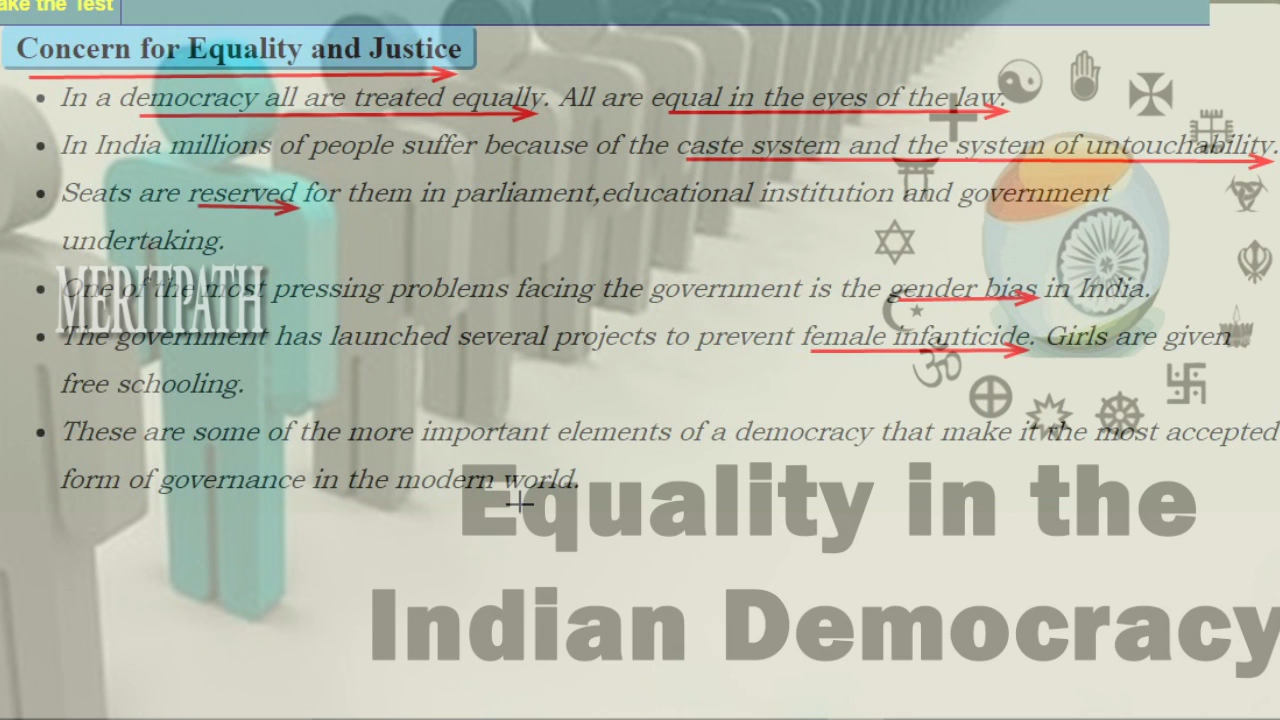 ake the Test
Concern for Equality and Justice
In a democracy all are treated equally. All are equal in the eyes of the law.
In India millions of people suffer because of the caste system and the system of untouchability.
Seats are reserved for them in parliament,educational institution and government
undertaking.
One of the most pressing problems facing the government is the gender bias in India.
MERITPATH
The government has launched several projects to prevent female infanticide. Girls are given
free schooling.
These are some of the more important elements of a democracy that make it the most accepted
form of governance in the modern world.
Equality in the
Indian Democracy